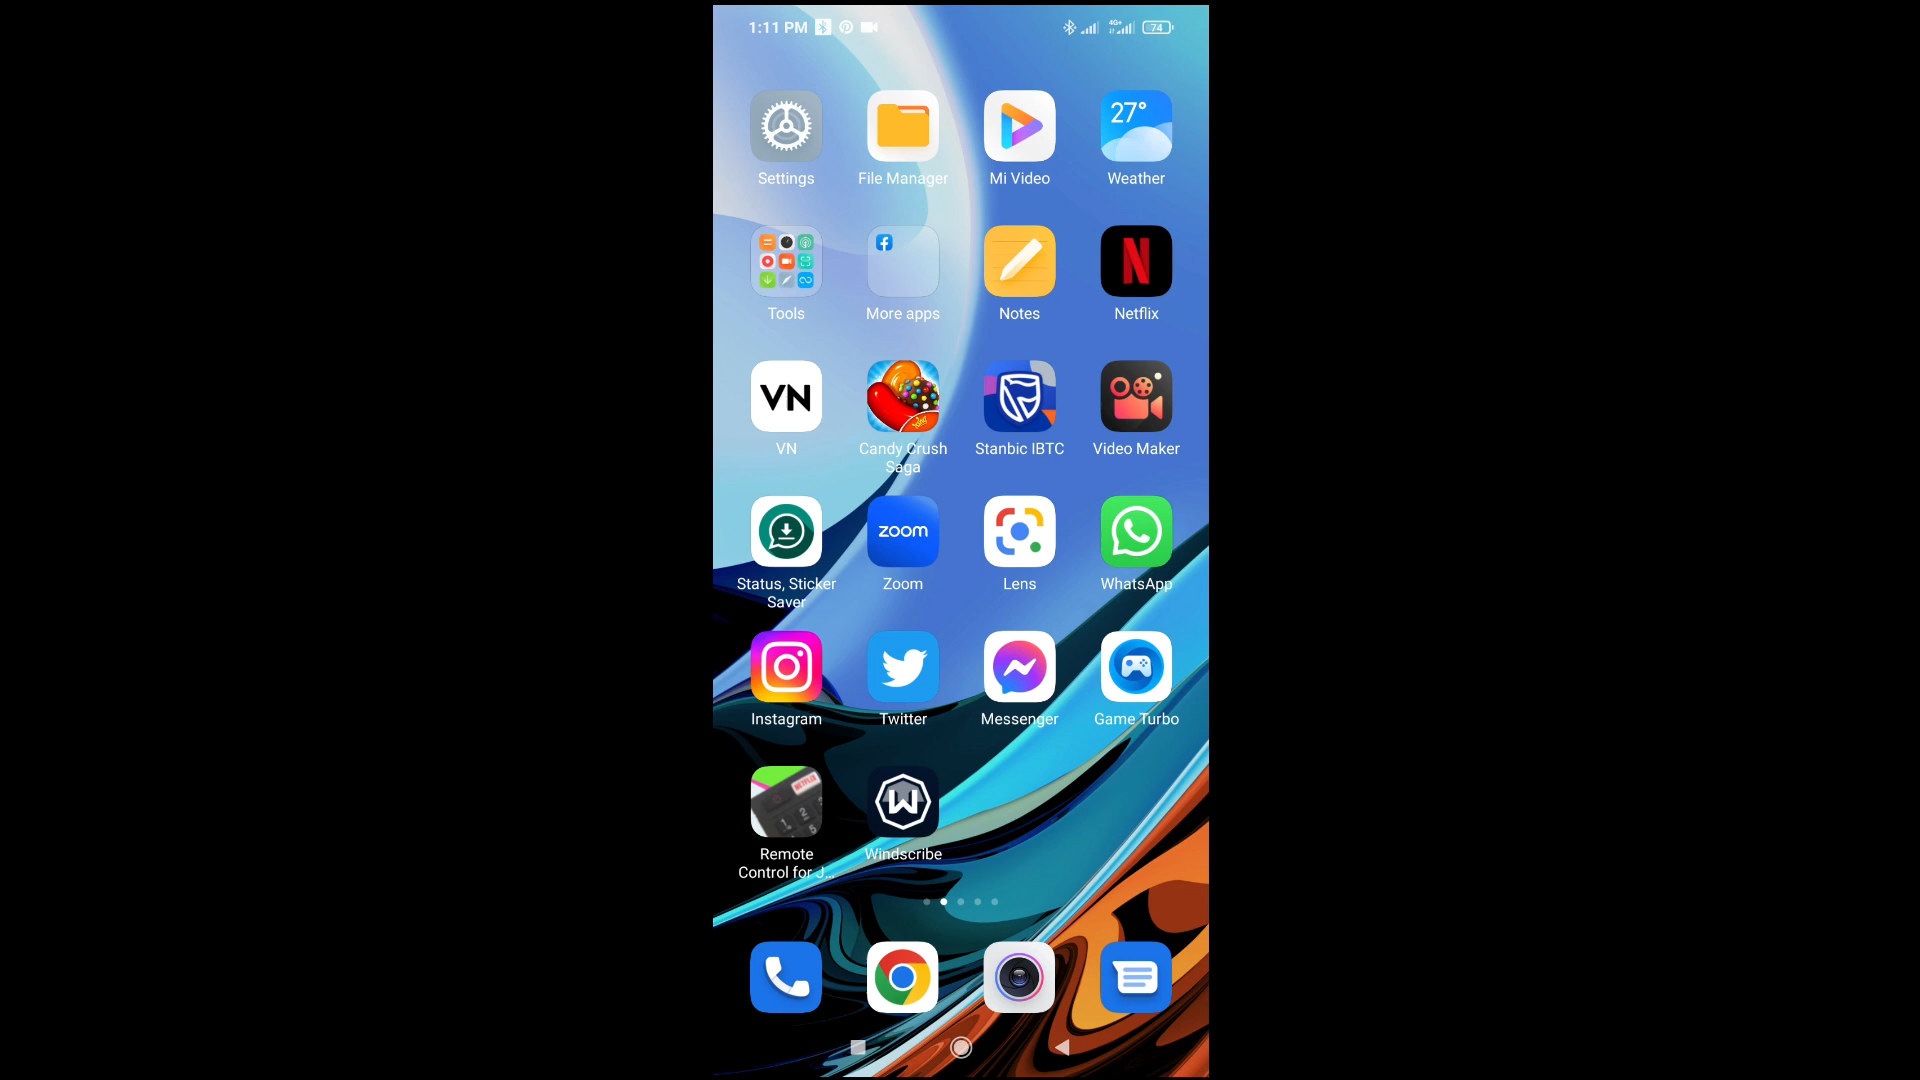 1:11 PM
4G+
74
27°
Settings
File Manager
Mi Video
Weather
Tools
More apps
Notes
Netflix
VN
VN
Candy Crush
Saga
Stanbic IBTC
Video Maker
zoom
Status, Sticker
Saver
Zoom
Lens
WhatsApp
Instagram
Twitter
Messenger
Game Turbo
NETFLIX
Remote
Control for J...
Windscribe